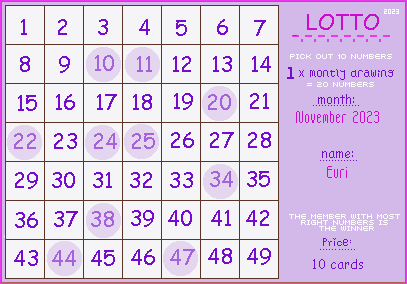 1 2 3 4 5 6 7
8 9 10 11 12 13 14
15 16 17 18 19 20 21
22 23 24 25 26 27 28
29 30 31 32 33 34 35
36 37 38 39 40 41 42
43 44 45 46 47 48 49
2023
LOTTO
PICK OUT 10 NUMBERS
1 x montly drawing
= 20 NUMBERS
month:
November 2023
name:
Evri
THE MEMBER WITH MOST
RIGHT NUMBERS IS
THE WINNER
Price:
10 cards